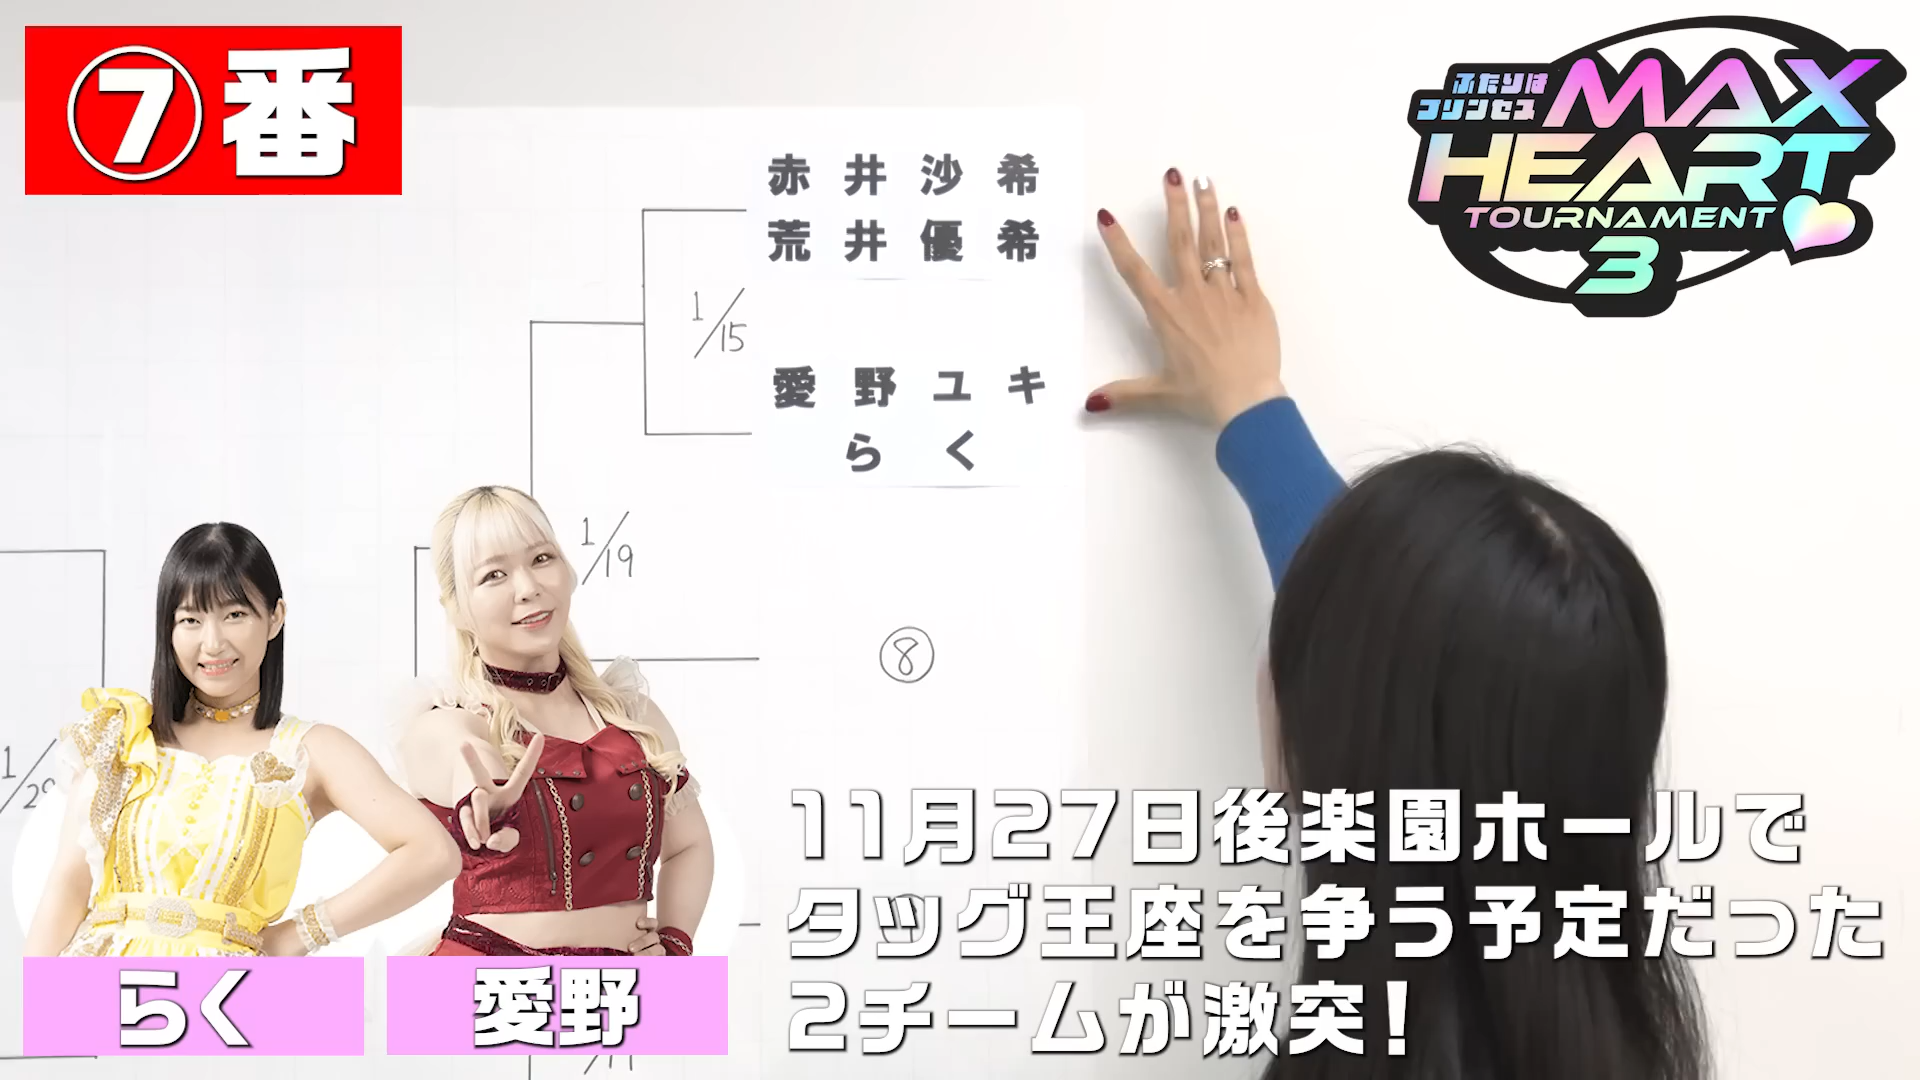 ⑦番
ふたりは
プリンセス
MAX
HEART
TOURNAMENT
3
赤井沙希
荒井優希
1/15
愛野ユキ
らく
1/19
⑧
11月27日後楽園ホールで
タッグ王座を争う予定だった
2チームが激突!
らく
愛野